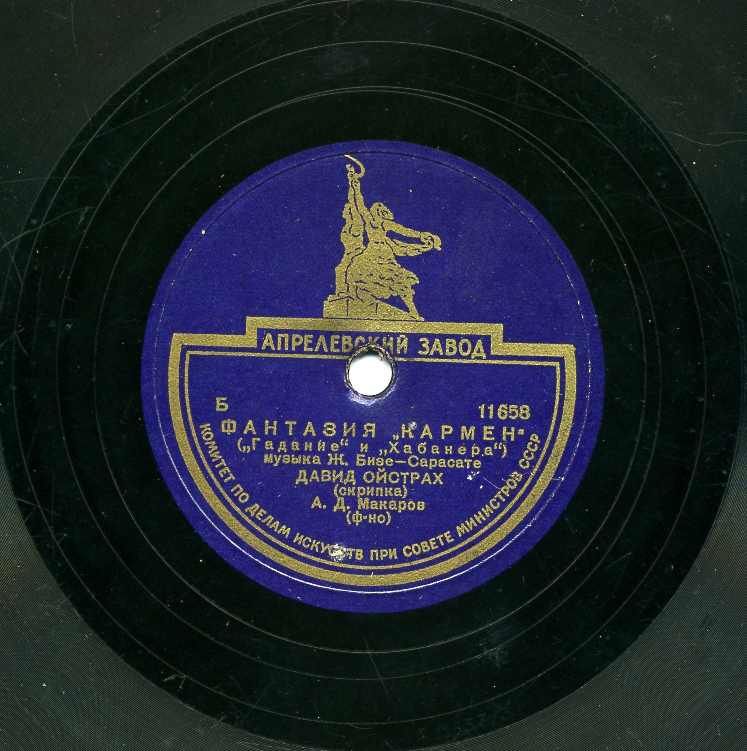 АПРЕЛЕВСКИЙ ЗАВОД
Б 11658
ФАНТАЗИЯ „КАРМЕН“
(„Гадание“ и „Хабанера“)
музыка Ж. Бизе—Сарасате
ДАВИД ОЙСТРАХ
(скрипка)
А. Д. Макаров
(ф-но)
КОМИТЕТ ПО ДЕЛАМ ИСКУССТВ ПРИ СОВЕТЕ МИНИСТРОВ СССР